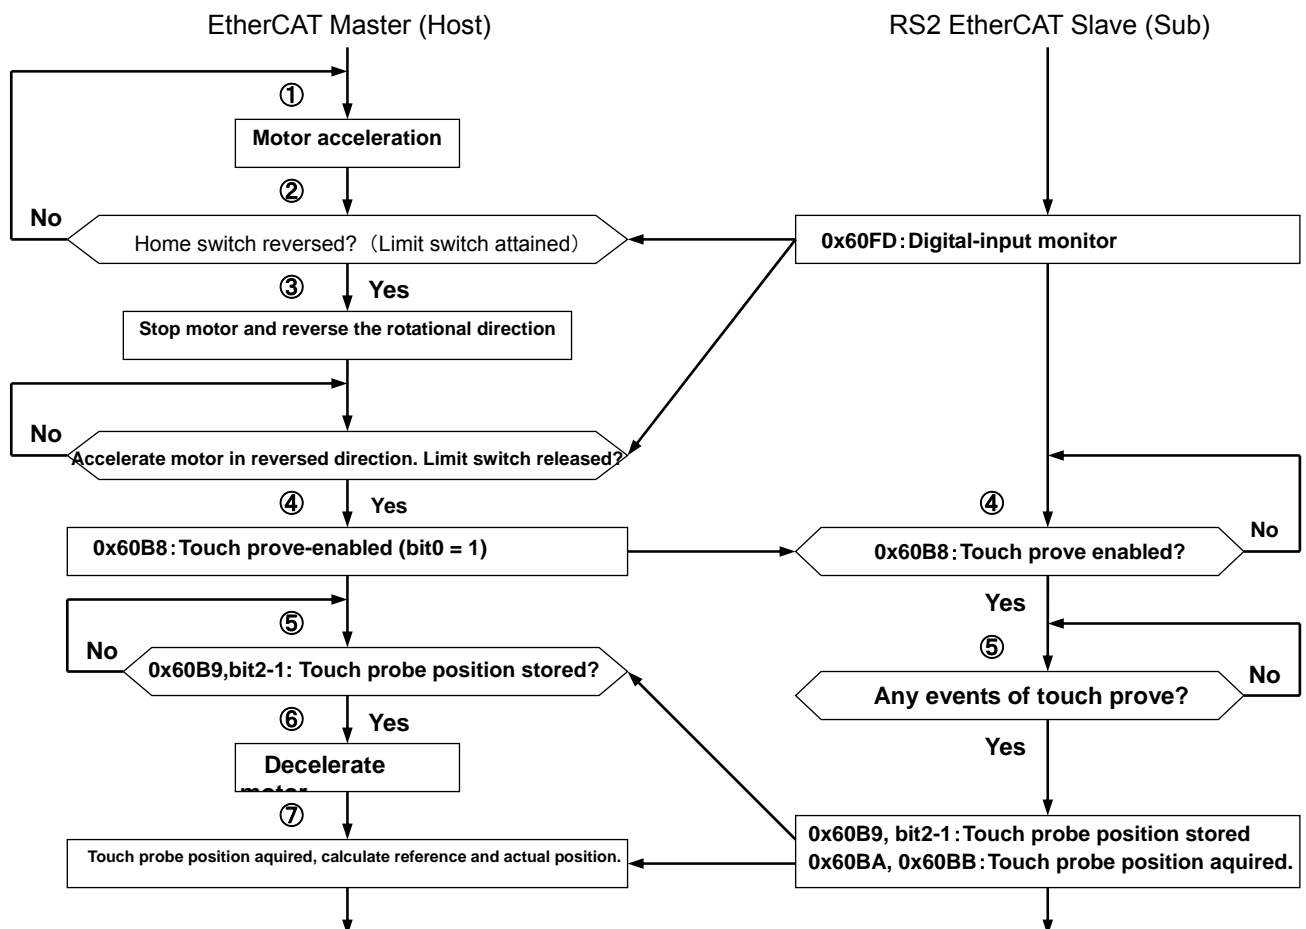 EtherCAT Master (Host)
RS2 EtherCAT Slave (Sub)
①
Motor acceleration
②
No
Home switch reversed?（Limit switch attained）
0x60FD：Digital-input monitor
③
Yes
Stop motor and reverse the rotational direction
No
Accelerate motor in reversed direction. Limit switch released?
④
Yes
④
No
0x60B8：Touch prove-enabled (bit0 = 1)
0x60B8：Touch prove enabled?
Yes
⑤
No
0x60B9,bit2-1: Touch probe position stored?
⑤
No
Any events of touch prove?
⑥
Yes
Yes
Decelerate
motor
⑦
Touch probe position aquired, calculate reference and actual position.
0x60B9, bit2-1：Touch probe position stored
0x60BA, 0x60BB：Touch probe position aquired.